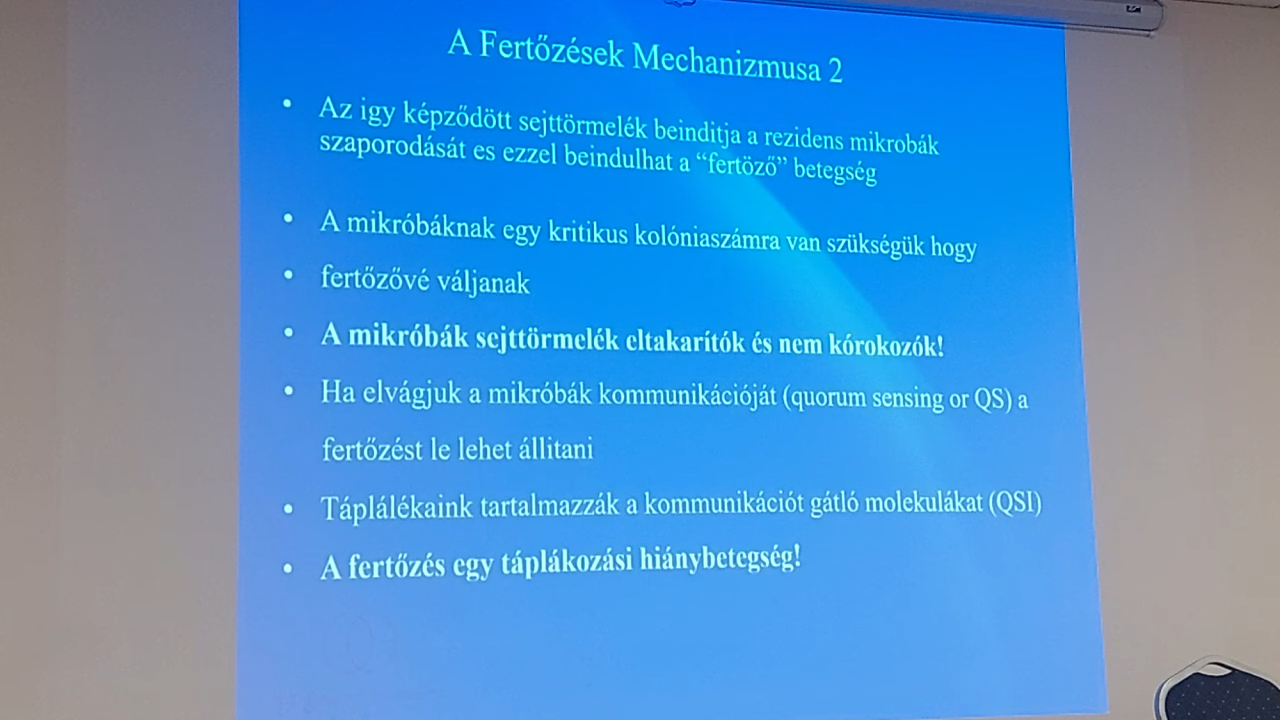 A Fertőzések Mechanizmusa 2
• Az igy képződött sejttörmelék beinditja a rezidens mikrobák
szaporodását es ezzel beindulhat a “fertöző” betegség
• A mikróbáknak egy kritikus kolóniaszámra van szükségük hogy
• fertőzővé váljanak
• A mikróbák sejttörmelék eltakarítók és nem kórokozók!
• Ha elvágjuk a mikróbák kommunikációját (quorum sensing or QS) a
fertőzést le lehet állitani
• Táplálékaink tartalmazzák a kommunikációt gátló molekulákat (QSI)
• A fertőzés egy táplákozási hiánybetegség!